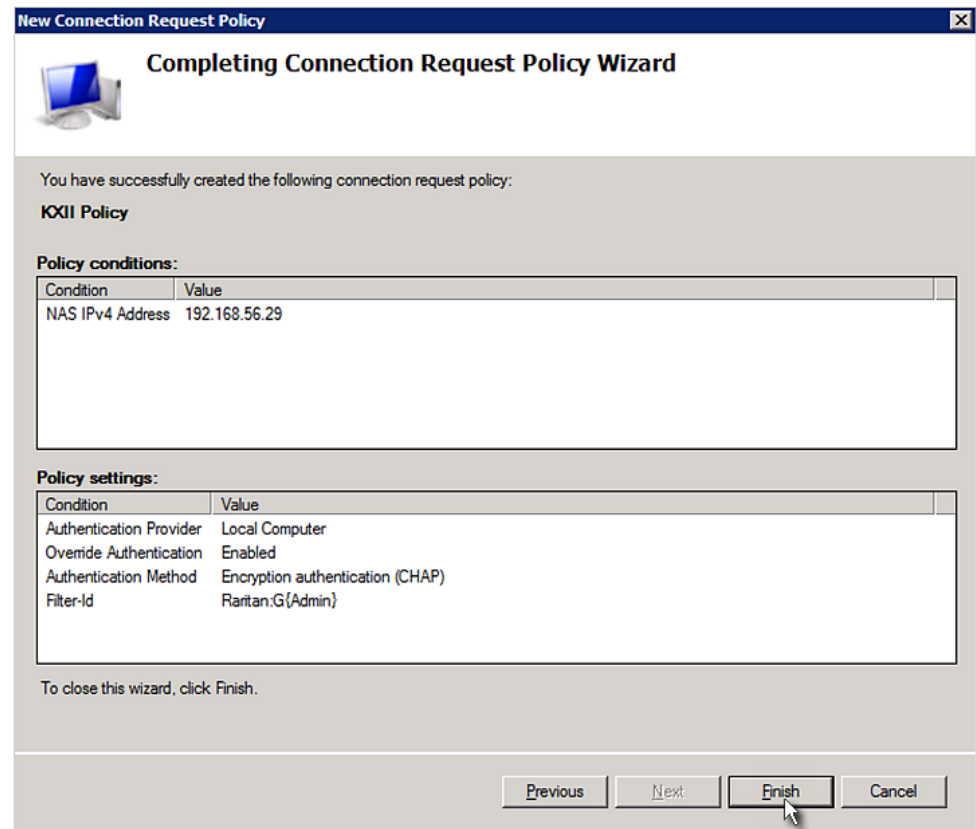 New Connection Request Policy
Completing Connection Request Policy Wizard
You have successfully created the following connection request policy:
KXII Policy
Policy conditions:
Condition Value
NAS IPv4 Address 192.168.56.29
Policy settings:
Condition Value
Authentication Provider Local Computer
Override Authentication Enabled
Authentication Method Encryption authentication (CHAP)
Filter-Id Raritan:G{Admin}
To close this wizard, click Finish.
Previous Next Finish Cancel